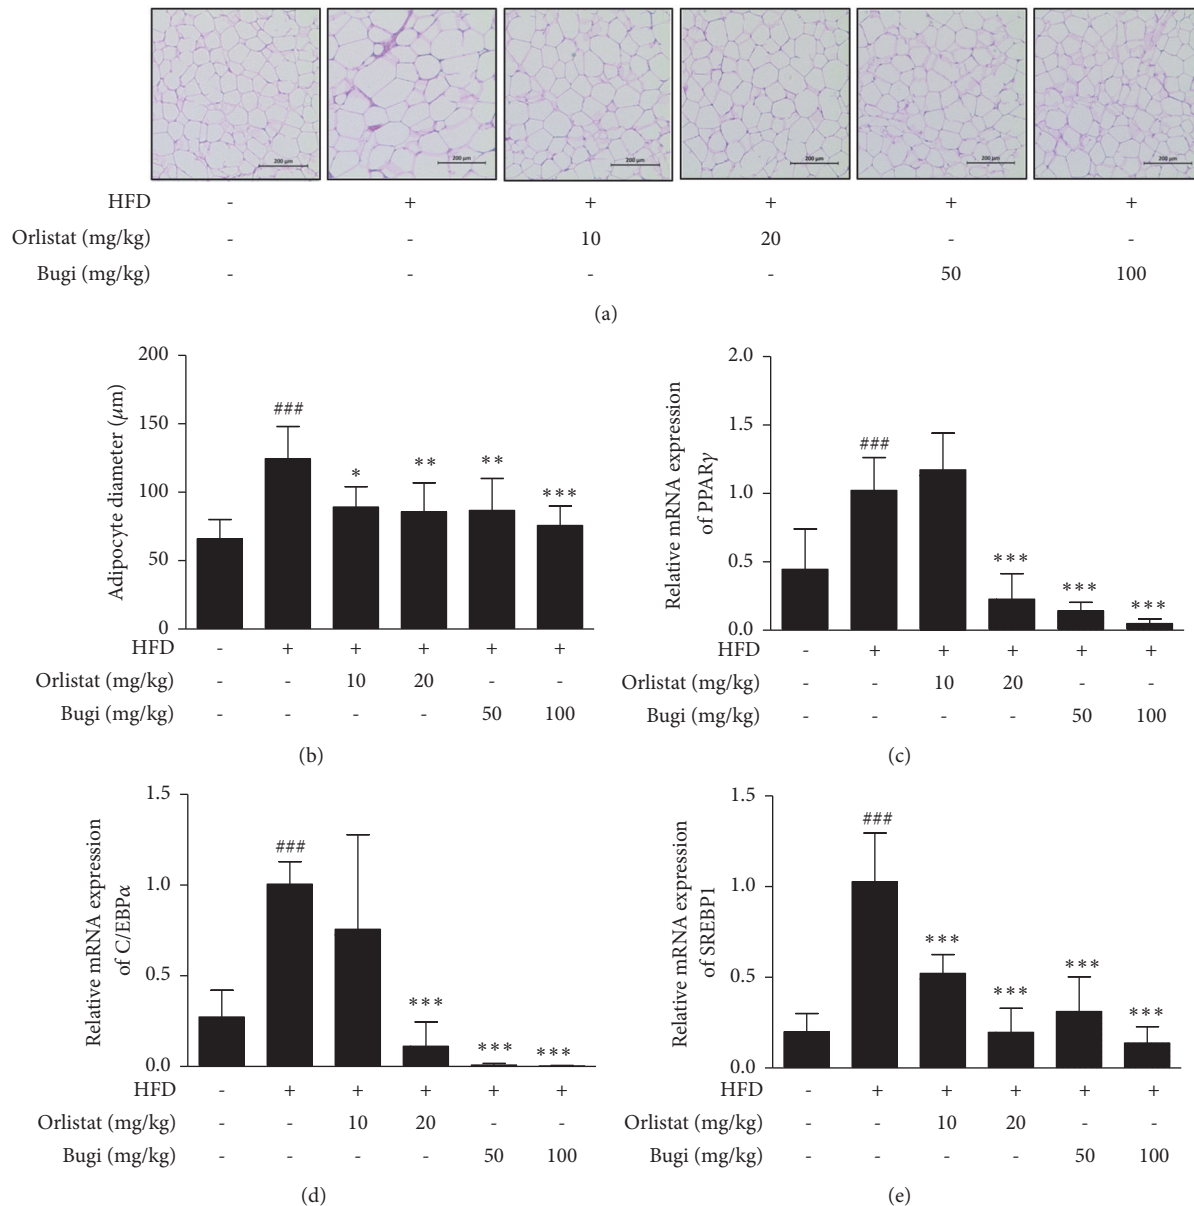 200 µm 200 µm 200 µm 200 µm 200 µm 200 µm
HFD - + + + + +
Orlistat (mg/kg) - - 10 20 - -
Bugi (mg/kg) - - - - 50 100
(a)
200
150
100
50
0
Adipocyte diameter (µm)
###
*
**
**
***
HFD - + + + + +
Orlistat (mg/kg) - - 10 20 - -
Bugi (mg/kg) - - - - 50 100
(b)
2.0
1.5
1.0
0.5
0.0
Relative mRNA expression
of PPARγ
###
***
***
***
HFD - + + + + +
Orlistat (mg/kg) - - 10 20 - -
Bugi (mg/kg) - - - - 50 100
(c)
1.5
1.0
0.5
0.0
Relative mRNA expression
of C/EBPα
###
***
***
***
HFD - + + + + +
Orlistat (mg/kg) - - 10 20 - -
Bugi (mg/kg) - - - - 50 100
(d)
1.5
1.0
0.5
0.0
Relative mRNA expression
of SREBP1
###
***
***
***
***
HFD - + + + + +
Orlistat (mg/kg) - - 10 20 - -
Bugi (mg/kg) - - - - 50 100
(e)